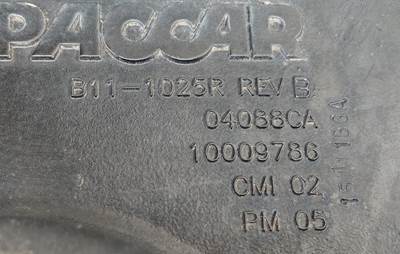 PACCAR
B11-1025R REV B
04088CA
10009786
CMI 02
PM 05